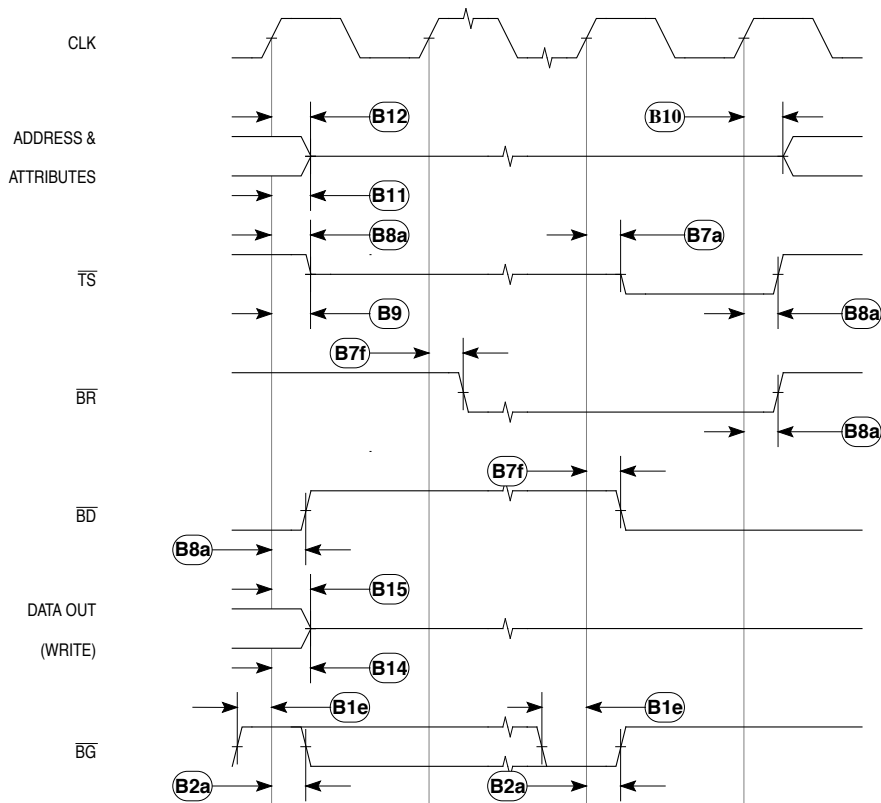 CLK
B12
B10
ADDRESS &
ATTRIBUTES
B11
B8a
B7a
TS
B9
B8a
B7f
BR
B8a
B7f
BD
B8a
B15
DATA OUT
(WRITE)
B14
B1e
B1e
BG
B2a
B2a